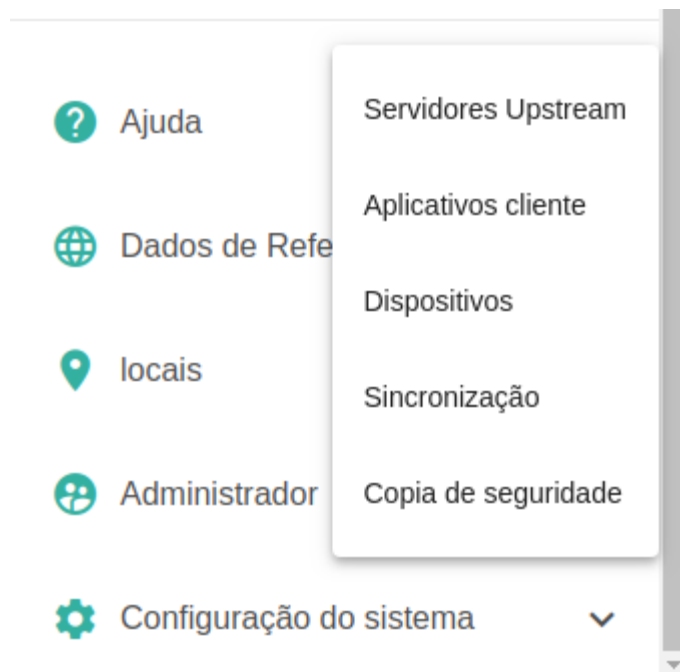 Ajuda
Dados de Refe
locais
Administrador
Configuração do sistema
Servidores Upstream
Aplicativos cliente
Dispositivos
Sincronização
Copia de seguridade